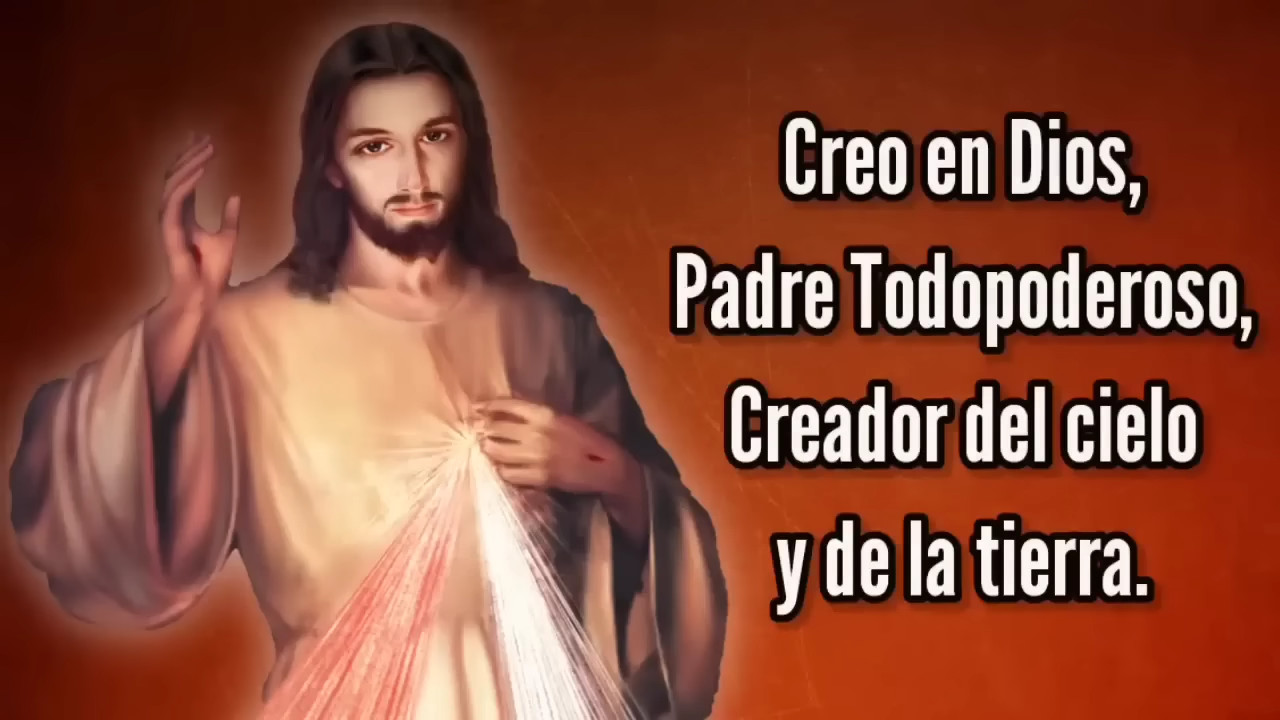 Creo en Dios,
Padre Todopoderoso,
Creador del cielo
y de la tierra.